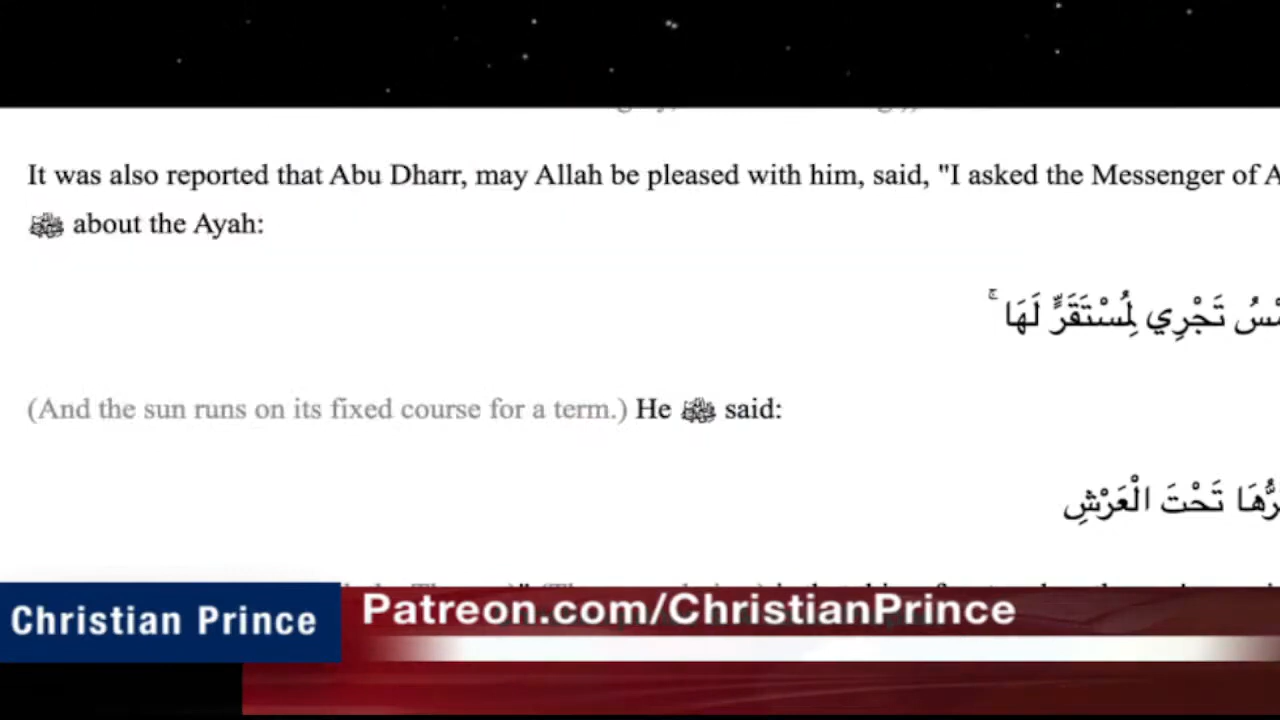 It was also reported that Abu Dharr, may Allah be pleased with him, said, "I asked the Messenger of A
ﷺ about the Ayah:
تَجْرِي لِمُسْتَقَرٍّ لَهَا ۚ
(And the sun runs on its fixed course for a term.) He ﷺ said:
تَحْتَ الْعَرْشِ
Christian Prince
Patreon.com/ChristianPrince